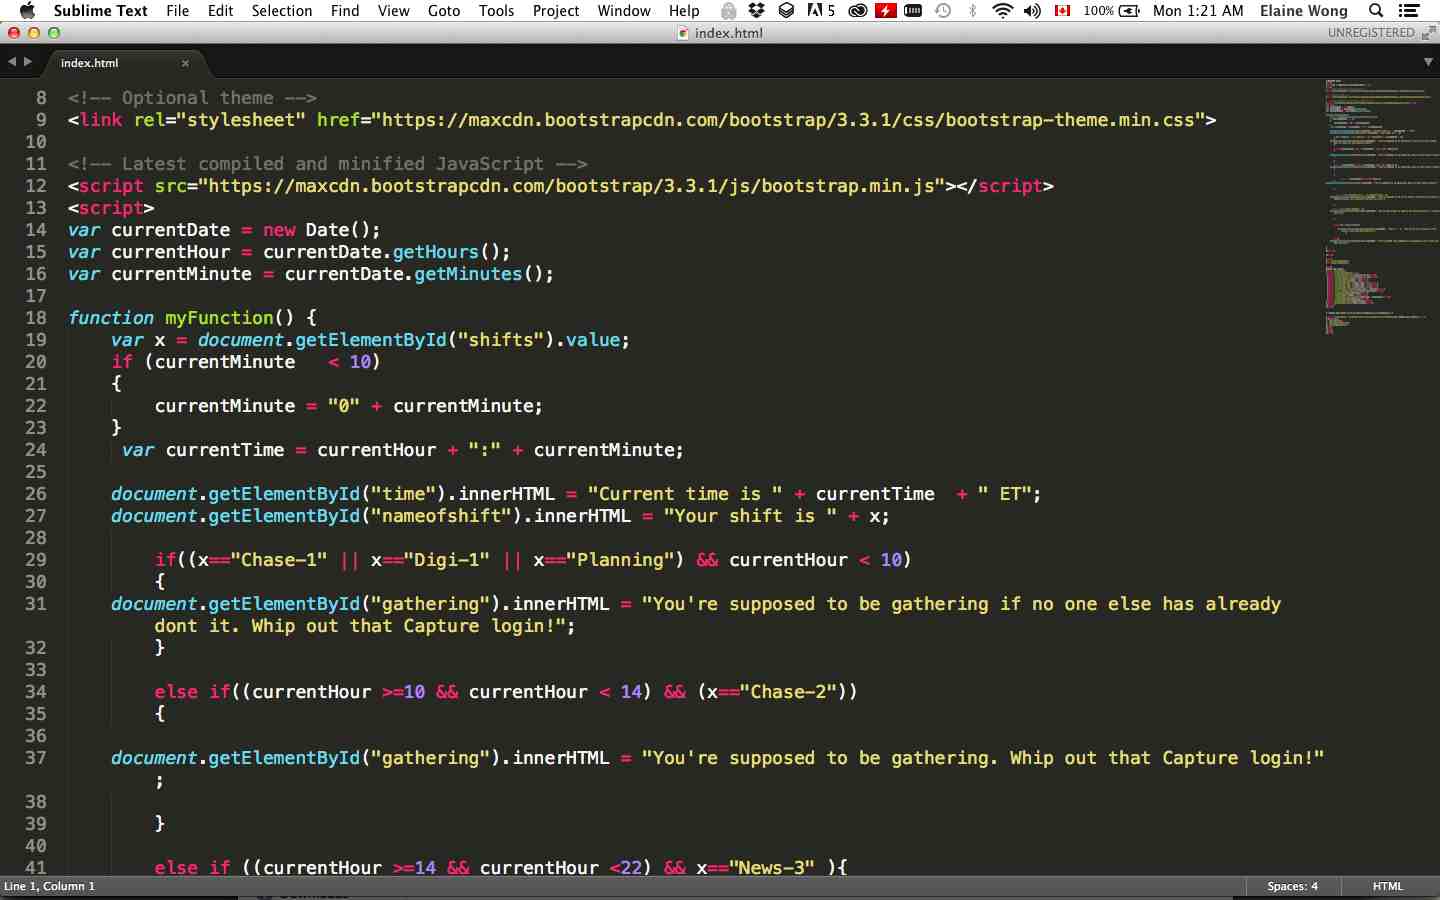 Sublime Text File Edit Selection Find View Goto Tools Project Window Help 5 100% Mon 1:21 AM Elaine Wong
index.html UNREGISTERED
index.html ×
8 <!-- Optional theme -->
9 <link rel="stylesheet" href="https://maxcdn.bootstrapcdn.com/bootstrap/3.3.1/css/bootstrap-theme.min.css">
10
11 <!-- Latest compiled and minified JavaScript -->
12 <script src="https://maxcdn.bootstrapcdn.com/bootstrap/3.3.1/js/bootstrap.min.js"></script>
13 <script>
14 var currentDate = new Date();
15 var currentHour = currentDate.getHours();
16 var currentMinute = currentDate.getMinutes();
17
18 function myFunction() {
19     var x = document.getElementById("shifts").value;
20     if (currentMinute   < 10)
21     {
22         currentMinute = "0" + currentMinute;
23     }
24      var currentTime = currentHour + ":" + currentMinute;
25
26     document.getElementById("time").innerHTML = "Current time is " + currentTime  + " ET";
27     document.getElementById("nameofshift").innerHTML = "Your shift is " + x;
28
29         if((x=="Chase-1" || x=="Digi-1" || x=="Planning") && currentHour < 10)
30         {
31     document.getElementById("gathering").innerHTML = "You're supposed to be gathering if no one else has already
dont it. Whip out that Capture login!";
32         }
33
34         else if((currentHour >=10 && currentHour < 14) && (x=="Chase-2"))
35         {
36
37     document.getElementById("gathering").innerHTML = "You're supposed to be gathering. Whip out that Capture login!"
;
38
39         }
40
41         else if ((currentHour >=14 && currentHour <22) && x=="News-3" ){
Line 1, Column 1 Spaces: 4 HTML